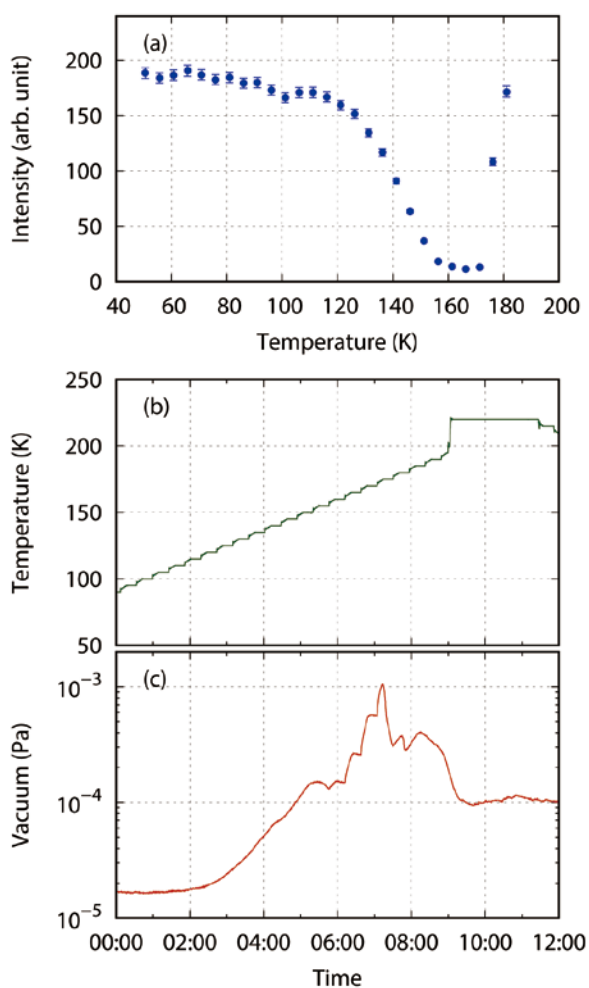 (a)
Intensity (arb. unit)
200
150
100
50
0
40 60 80 100 120 140 160 180 200
Temperature (K)
(b)
Temperature (K)
250
200
150
100
50
(c)
Vacuum (Pa)
10⁻³
10⁻⁴
10⁻⁵
00:00 02:00 04:00 06:00 08:00 10:00 12:00
Time